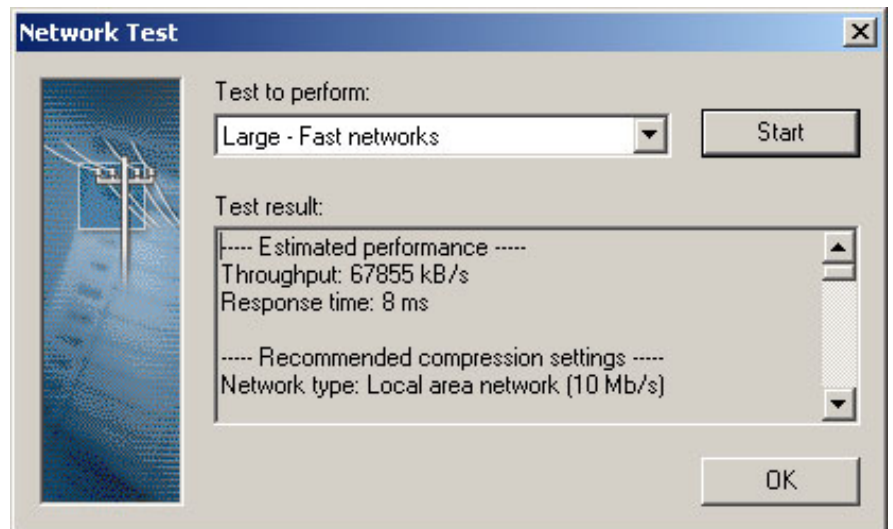 Network Test
Test to perform:
Large - Fast networks
Start
Test result:
----- Estimated performance -----
Throughput: 67855 kB/s
Response time: 8 ms
----- Recommended compression settings -----
Network type: Local area network (10 Mb/s)
OK